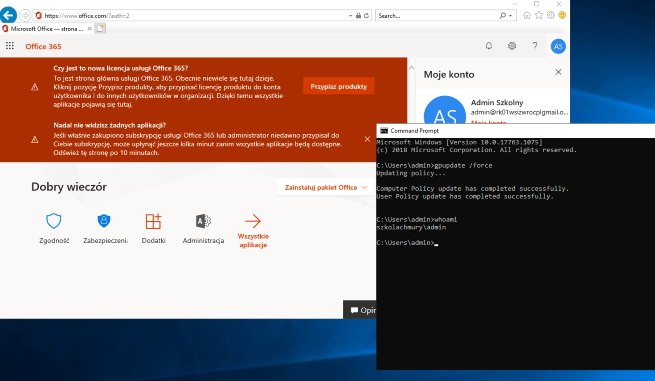 https://www.office.com/?auth=2
Search...
Microsoft Office — strona ...
Office 365
AS
Czy jest to nowa licencja usługi Office 365?
To jest strona główna usługi Office 365. Obecnie niewiele się tutaj dzieje.
Kliknij pozycję Przypisz produkty, aby przypisać licencję produktu do konta
użytkownika i do innych użytkowników w organizacji. Dzięki temu wszystkie
aplikacje pojawią się tutaj.
Przypisz produkty
Nadal nie widzisz żadnych aplikacji?
Jeśli właśnie zakupiono subskrypcję usługi Office 365 lub administrator niedawno przypisał do
Ciebie subskrypcję, może upłynąć jeszcze kilka minut zanim wszystkie aplikacje będą dostępne.
Odśwież tę stronę po 10 minutach.
Moje konto
AS
Admin Szkolny
admin@rk01wsizwrocplgmail.o...
Moje konto
Dobry wieczór
Zainstaluj pakiet Office
Zgodność
Zabezpieczeni
Dodatki
Administracja
Wszystkie
aplikacje
Opin
Command Prompt
Microsoft Windows [Version 10.0.17763.1075]
(c) 2018 Microsoft Corporation. All rights reserved.
C:\Users\admin>gpupdate /force
Updating policy...
Computer Policy update has completed successfully.
User Policy update has completed successfully.
C:\Users\admin>whoami
szkolachmury\admin
C:\Users\admin>